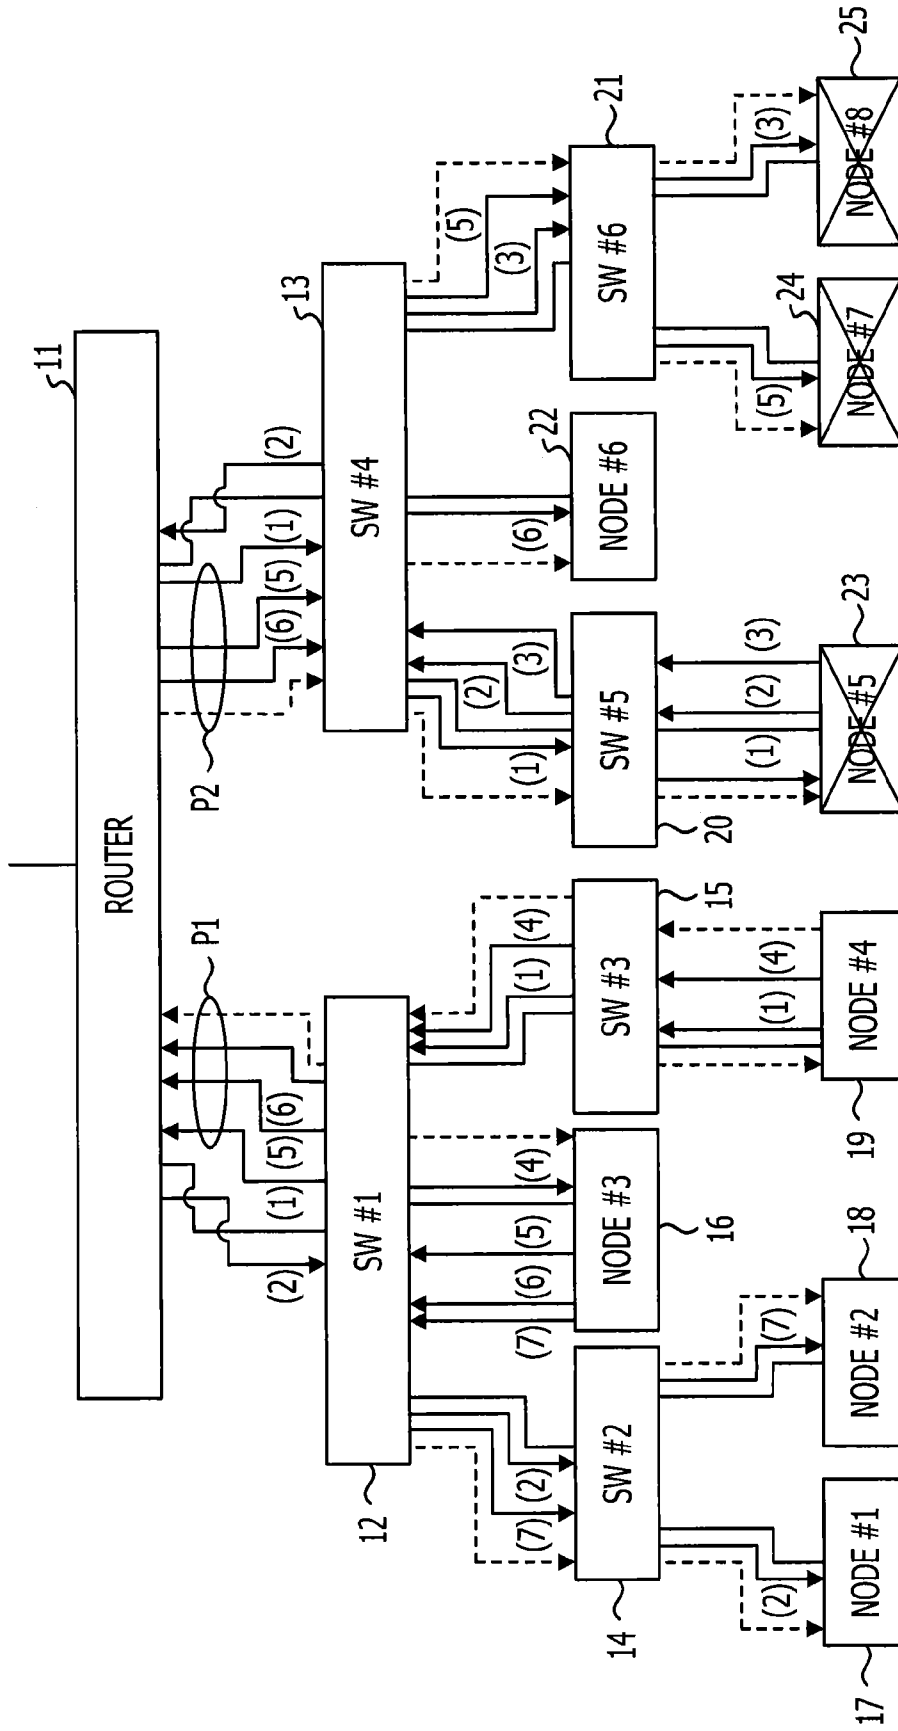 11
ROUTER
P1
P2
(2)
(1)
(5)
(6)
(6)
(5)
(1)
(2)
12
SW #1
13
SW #4
(7)
(2)
(7)
(6)
(5)
(4)
(1)
(4)
(1)
(2)
(3)
(6)
(3)
(5)
14
SW #2
16
NODE #3
15
SW #3
20
SW #5
22
NODE #6
21
SW #6
(2)
(7)
(1)
(4)
(1)
(2)
(3)
(5)
(3)
17
NODE #1
18
NODE #2
19
NODE #4
23
NODE #5
24
NODE #7
25
NODE #8